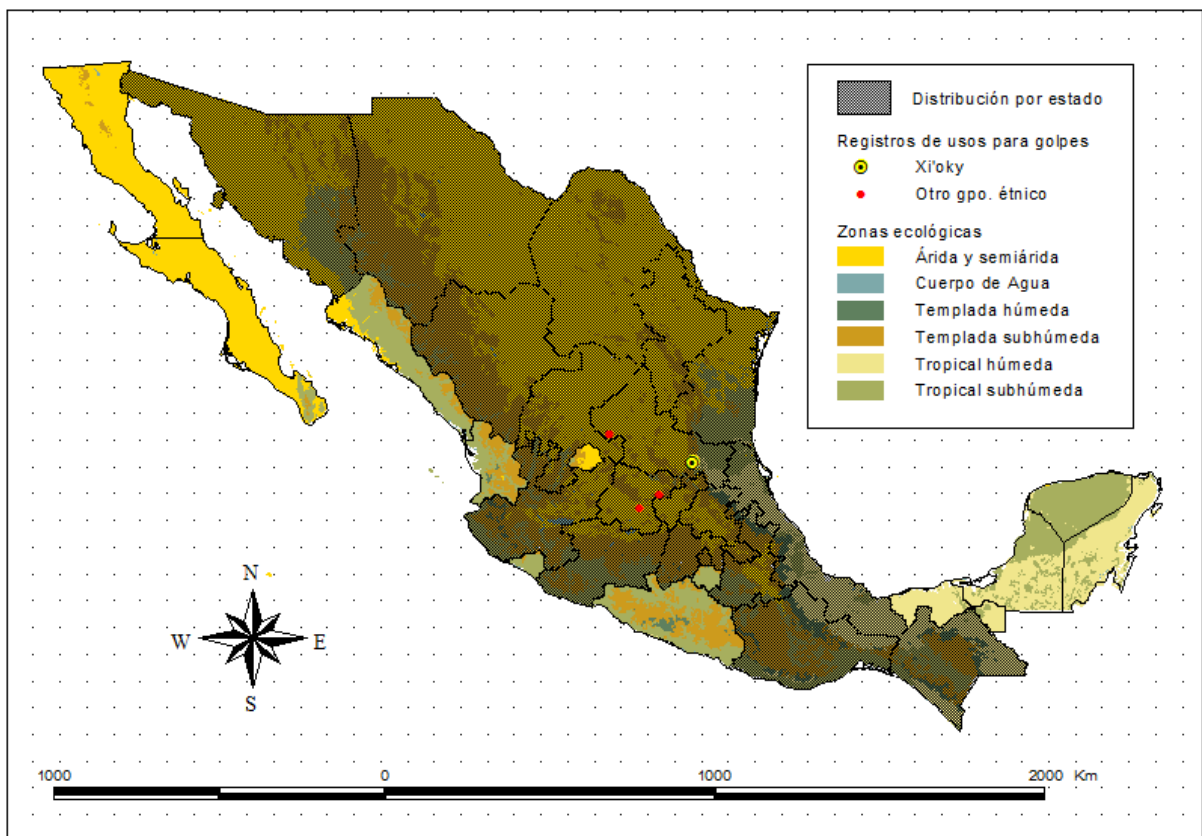 Distribución por estado
Registros de usos para golpes
Xi'oky
Otro gpo. étnico
Zonas ecológicas
Árida y semiárida
Cuerpo de Agua
Templada húmeda
Templada subhúmeda
Tropical húmeda
Tropical subhúmeda
N
W E
S
1000 0 1000 2000 Km